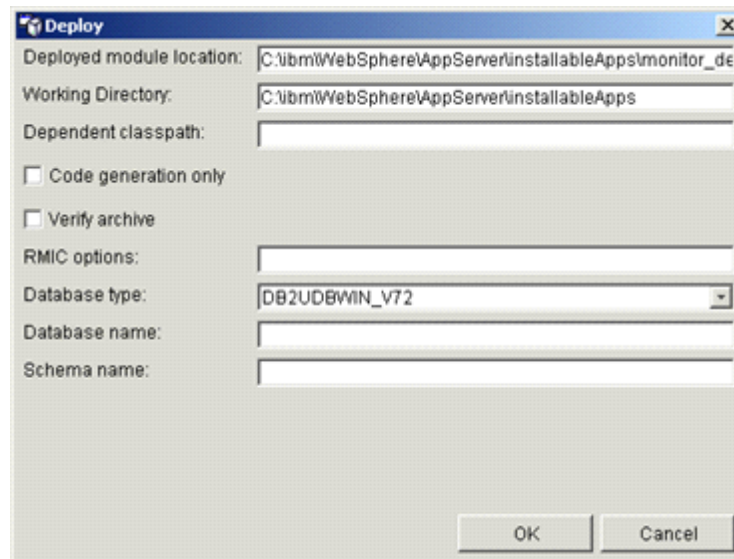 Deploy
Deployed module location: C:\ibm\WebSphere\AppServer\installableApps\monitor_de
Working Directory: C:\ibm\WebSphere\AppServer\installableApps
Dependent classpath:
Code generation only
Verify archive
RMIC options:
Database type: DB2UDBWIN_V72
Database name:
Schema name:
OK Cancel